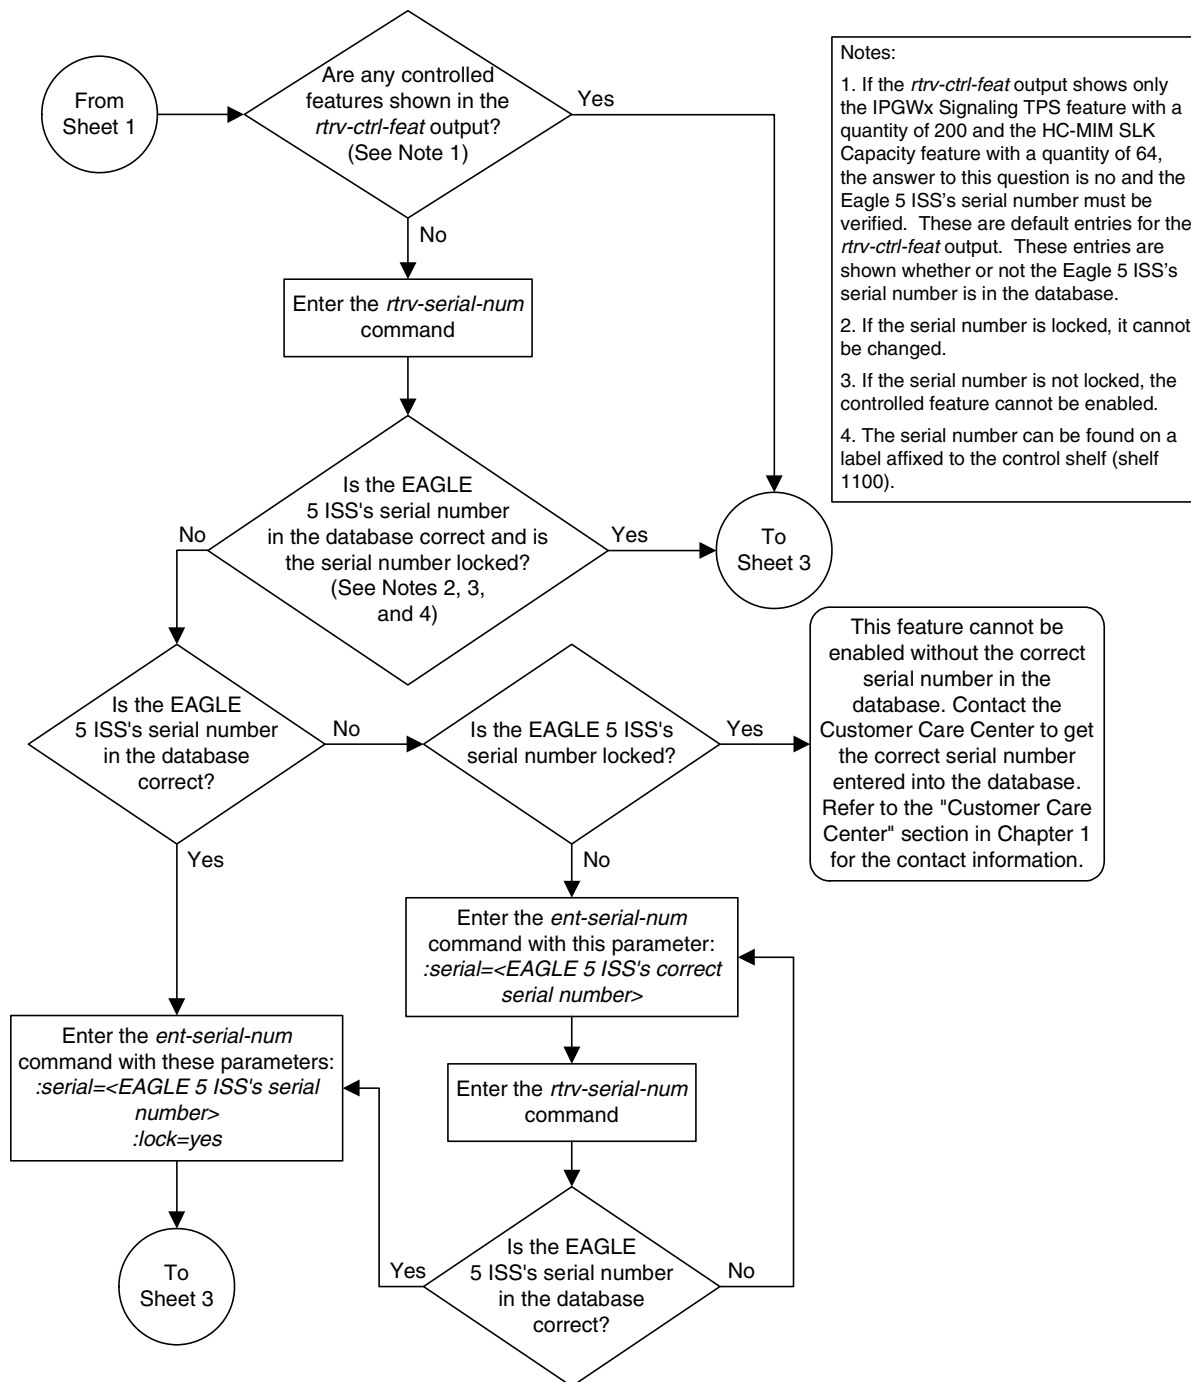 From
Sheet 1
Are any controlled
features shown in the
rtrv-ctrl-feat output?
(See Note 1)
Yes
No
Notes:
1. If the rtrv-ctrl-feat output shows only
the IPGWx Signaling TPS feature with a
quantity of 200 and the HC-MIM SLK
Capacity feature with a quantity of 64,
the answer to this question is no and the
Eagle 5 ISS's serial number must be
verified. These are default entries for the
rtrv-ctrl-feat output. These entries are
shown whether or not the Eagle 5 ISS's
serial number is in the database.
2. If the serial number is locked, it cannot
be changed.
3. If the serial number is not locked, the
controlled feature cannot be enabled.
4. The serial number can be found on a
label affixed to the control shelf (shelf
1100).
Enter the rtrv-serial-num
command
Is the EAGLE
5 ISS's serial number
in the database correct and is
the serial number locked?
(See Notes 2, 3,
and 4)
No
Yes
To
Sheet 3
Is the EAGLE
5 ISS's serial number
in the database
correct?
No
Yes
Is the EAGLE 5 ISS's
serial number locked?
Yes
No
This feature cannot be
enabled without the correct
serial number in the
database. Contact the
Customer Care Center to get
the correct serial number
entered into the database.
Refer to the "Customer Care
Center" section in Chapter 1
for the contact information.
Enter the ent-serial-num
command with this parameter:
:serial=<EAGLE 5 ISS's correct
serial number>
Enter the ent-serial-num
command with these parameters:
:serial=<EAGLE 5 ISS's serial
number>
:lock=yes
Enter the rtrv-serial-num
command
Is the EAGLE
5 ISS's serial number
in the database
correct?
Yes
No
To
Sheet 3